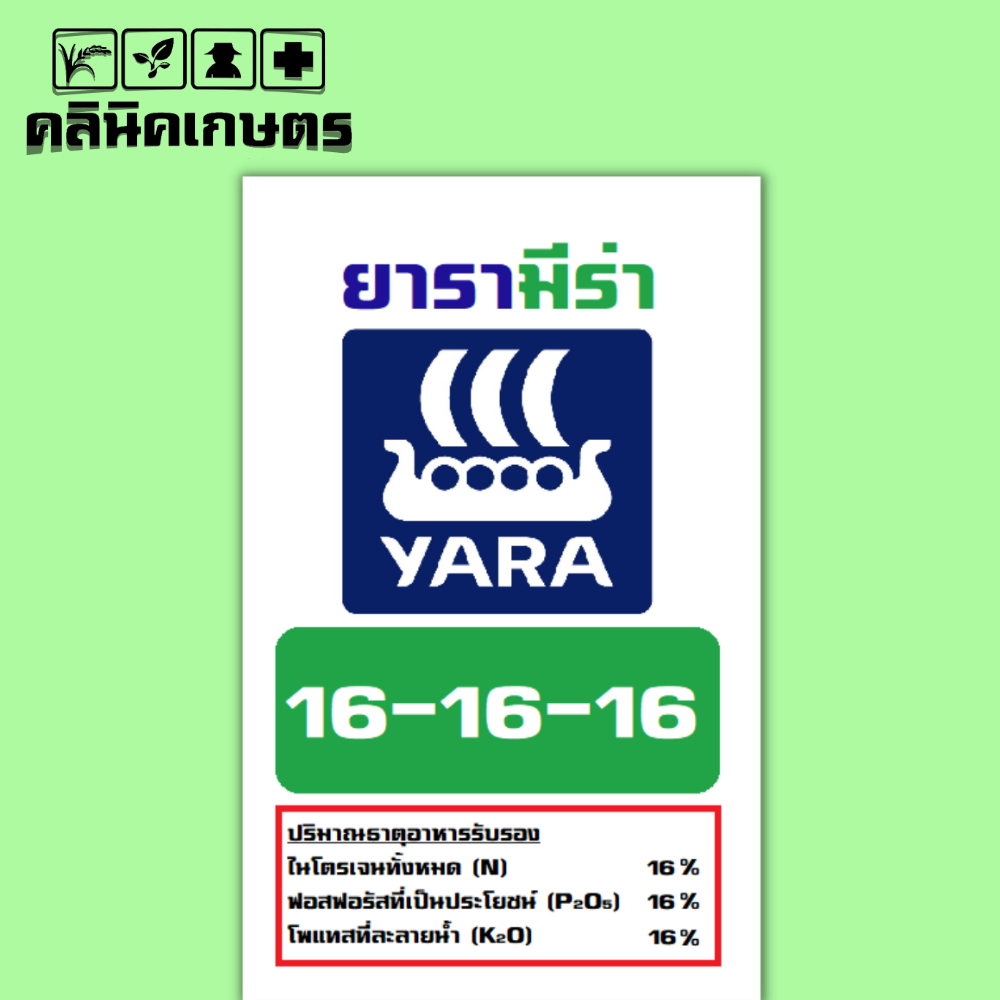 คลินิคเกษตร
ยารามีร่า
YARA
16-16-16
ปริมาณธาตุอาหารรับรอง
ไนโตรเจนทั้งหมด (N) 16 %
ฟอสฟอรัสที่เป็นประโยชน์ (P₂O₅) 16 %
โพแทสที่ละลายน้ำ (K₂O) 16 %